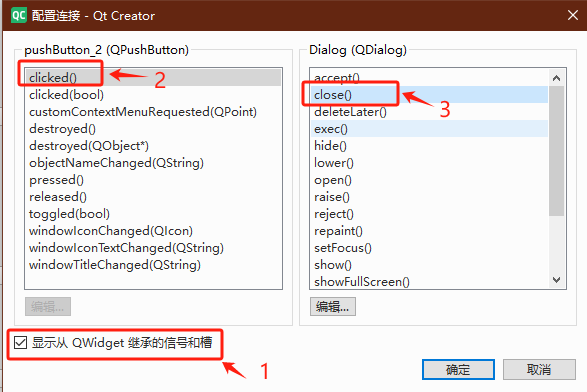 QC 配置连接 - Qt Creator
pushButton_2 (QPushButton)
clicked()
clicked(bool)
customContextMenuRequested(QPoint)
destroyed()
destroyed(QObject*)
objectNameChanged(QString)
pressed()
released()
toggled(bool)
windowIconChanged(QIcon)
windowIconTextChanged(QString)
windowTitleChanged(QString)
2
编辑...
Dialog (QDialog)
accept()
close()
deleteLater()
exec()
hide()
lower()
open()
raise()
reject()
repaint()
setFocus()
show()
showFullScreen()
3
编辑...
显示从 QWidget 继承的信号和槽
1
确定
取消